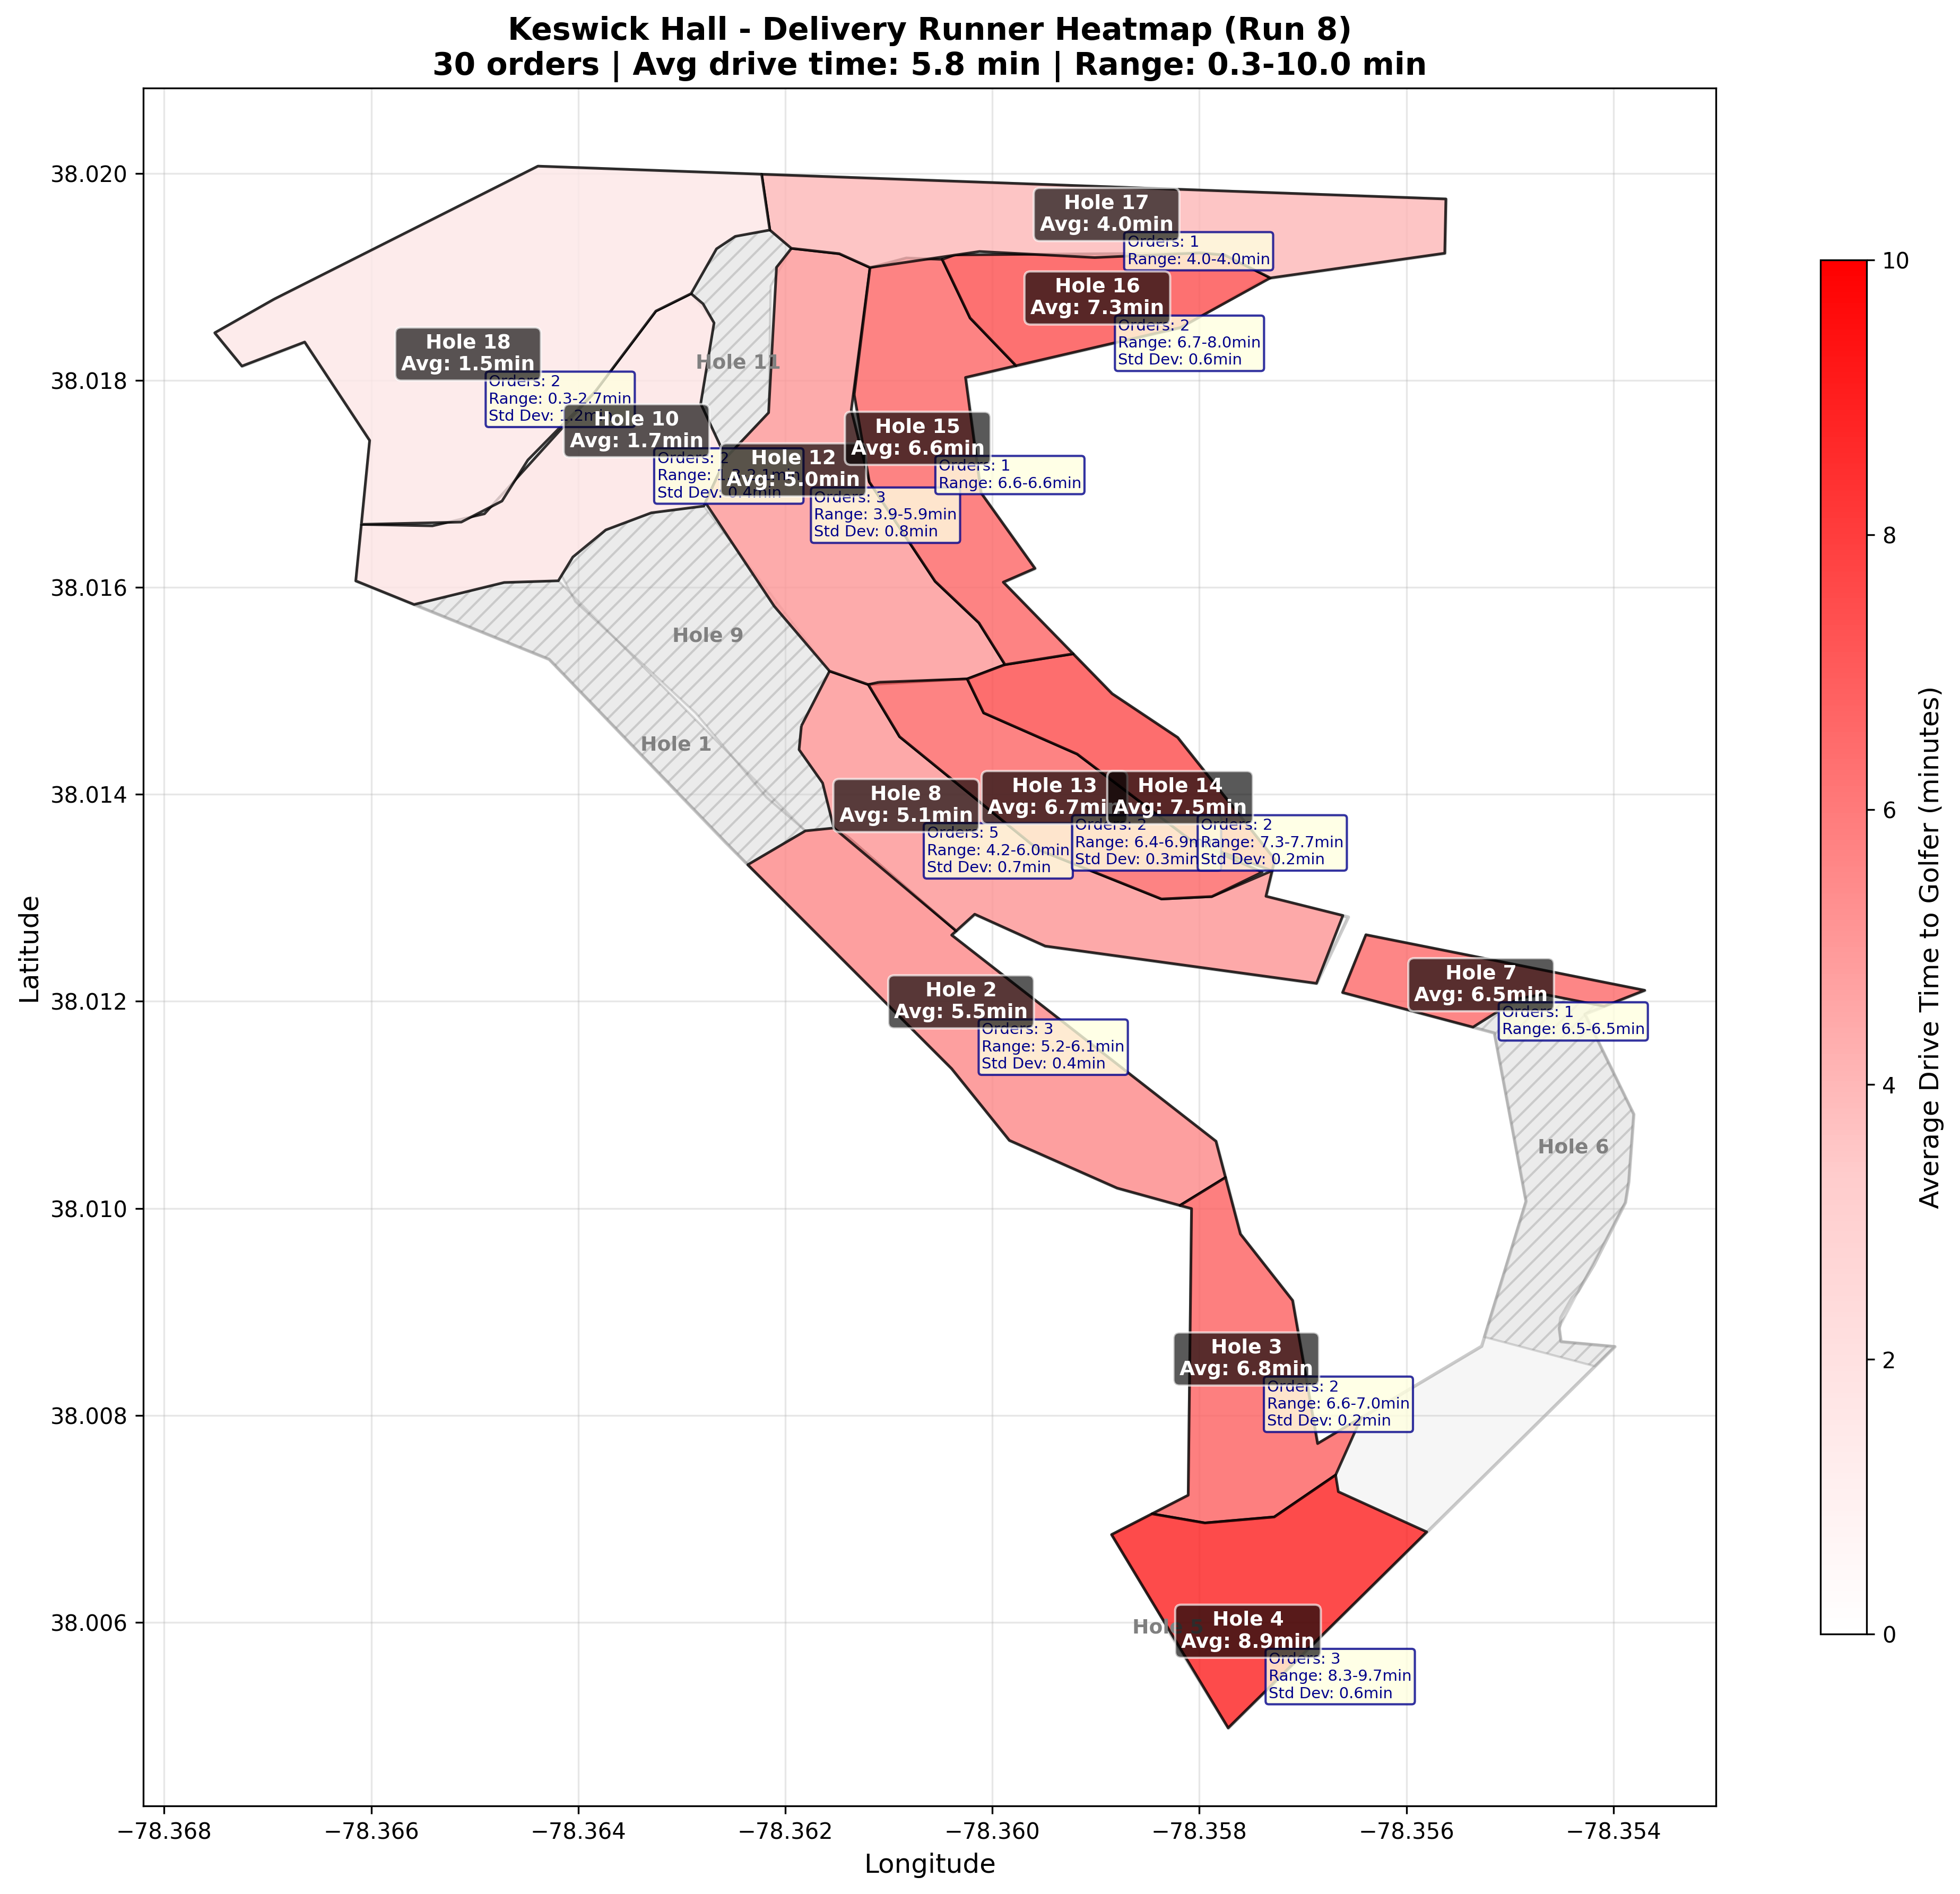 Keswick Hall - Delivery Runner Heatmap (Run 8)
30 orders | Avg drive time: 5.8 min | Range: 0.3-10.0 min
Latitude
38.020
38.018
38.016
38.014
38.012
38.010
38.008
38.006
Hole 17
Avg: 4.0min
Orders: 1
Range: 4.0-4.0min
Hole 16
Avg: 7.3min
Orders: 2
Range: 6.7-8.0min
Std Dev: 0.6min
Hole 18
Avg: 1.5min
Orders: 2
Range: 0.3-2.7min
Std Dev: 1.2min
Hole 11
Hole 10
Avg: 1.7min
Orders: 2
Range:
Std Dev: 0.4min
Hole 12
Avg: 5.0min
Orders: 3
Range: 3.9-5.9min
Std Dev: 0.8min
Hole 15
Avg: 6.6min
Orders: 1
Range: 6.6-6.6min
Hole 9
Hole 1
Hole 8
Avg: 5.1min
Orders: 5
Range: 4.2-6.0min
Std Dev: 0.7min
Hole 13
Avg: 6.7min
Orders: 2
Range: 6.4-6.9m
Std Dev: 0.3min
Hole 14
Avg: 7.5min
Orders: 2
Range: 7.3-7.7min
Std Dev: 0.2min
Hole 2
Avg: 5.5min
Orders: 3
Range: 5.2-6.1min
Std Dev: 0.4min
Hole 7
Avg: 6.5min
Orders: 1
Range: 6.5-6.5min
Hole 6
Hole 3
Avg: 6.8min
Orders: 2
Range: 6.6-7.0min
Std Dev: 0.2min
Hole 4
Avg: 8.9min
Orders: 3
Range: 8.3-9.7min
Std Dev: 0.6min
−78.368
−78.366
−78.364
−78.362
−78.360
−78.358
−78.356
−78.354
Longitude
10
8
6
4
2
0
Average Drive Time to Golfer (minutes)